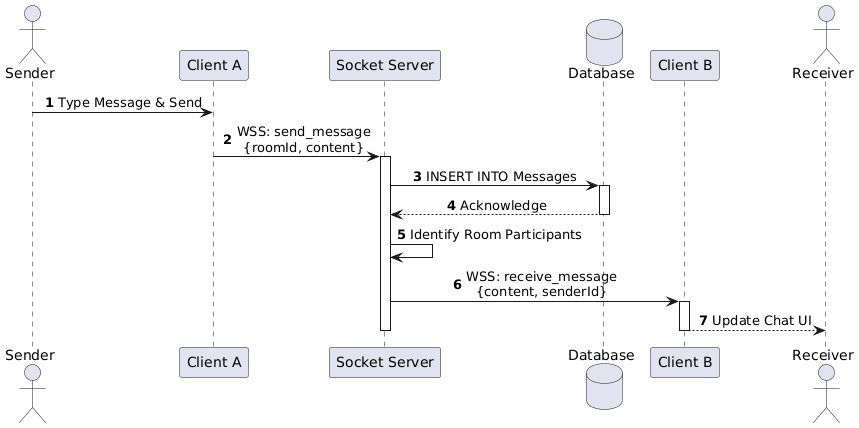 Sender
Client A
Socket Server
Database
Client B
Receiver
1 Type Message & Send
2 WSS: send_message
{roomId, content}
3 INSERT INTO Messages
4 Acknowledge
5 Identify Room Participants
6 WSS: receive_message
{content, senderId}
7 Update Chat UI
Sender
Client A
Socket Server
Database
Client B
Receiver